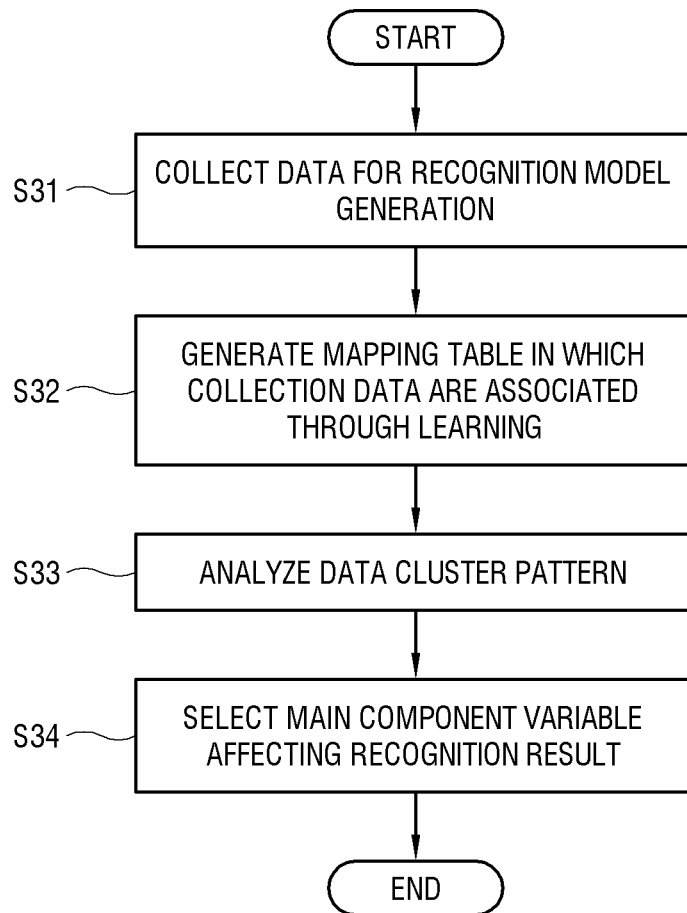 START
S31
COLLECT DATA FOR RECOGNITION MODEL
GENERATION
S32
GENERATE MAPPING TABLE IN WHICH
COLLECTION DATA ARE ASSOCIATED
THROUGH LEARNING
S33
ANALYZE DATA CLUSTER PATTERN
S34
SELECT MAIN COMPONENT VARIABLE
AFFECTING RECOGNITION RESULT
END